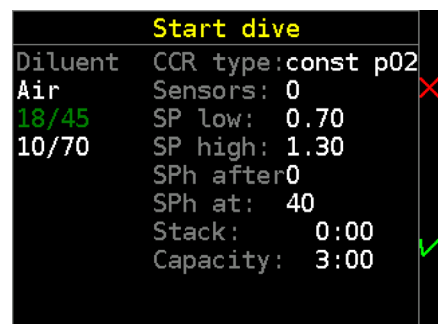 Start dive
Diluent CCR type:const pO2
Air Sensors: 0
18/45 SP low: 0.70
10/70 SP high: 1.30
SPh after0
SPh at: 40
Stack: 0:00
Capacity: 3:00